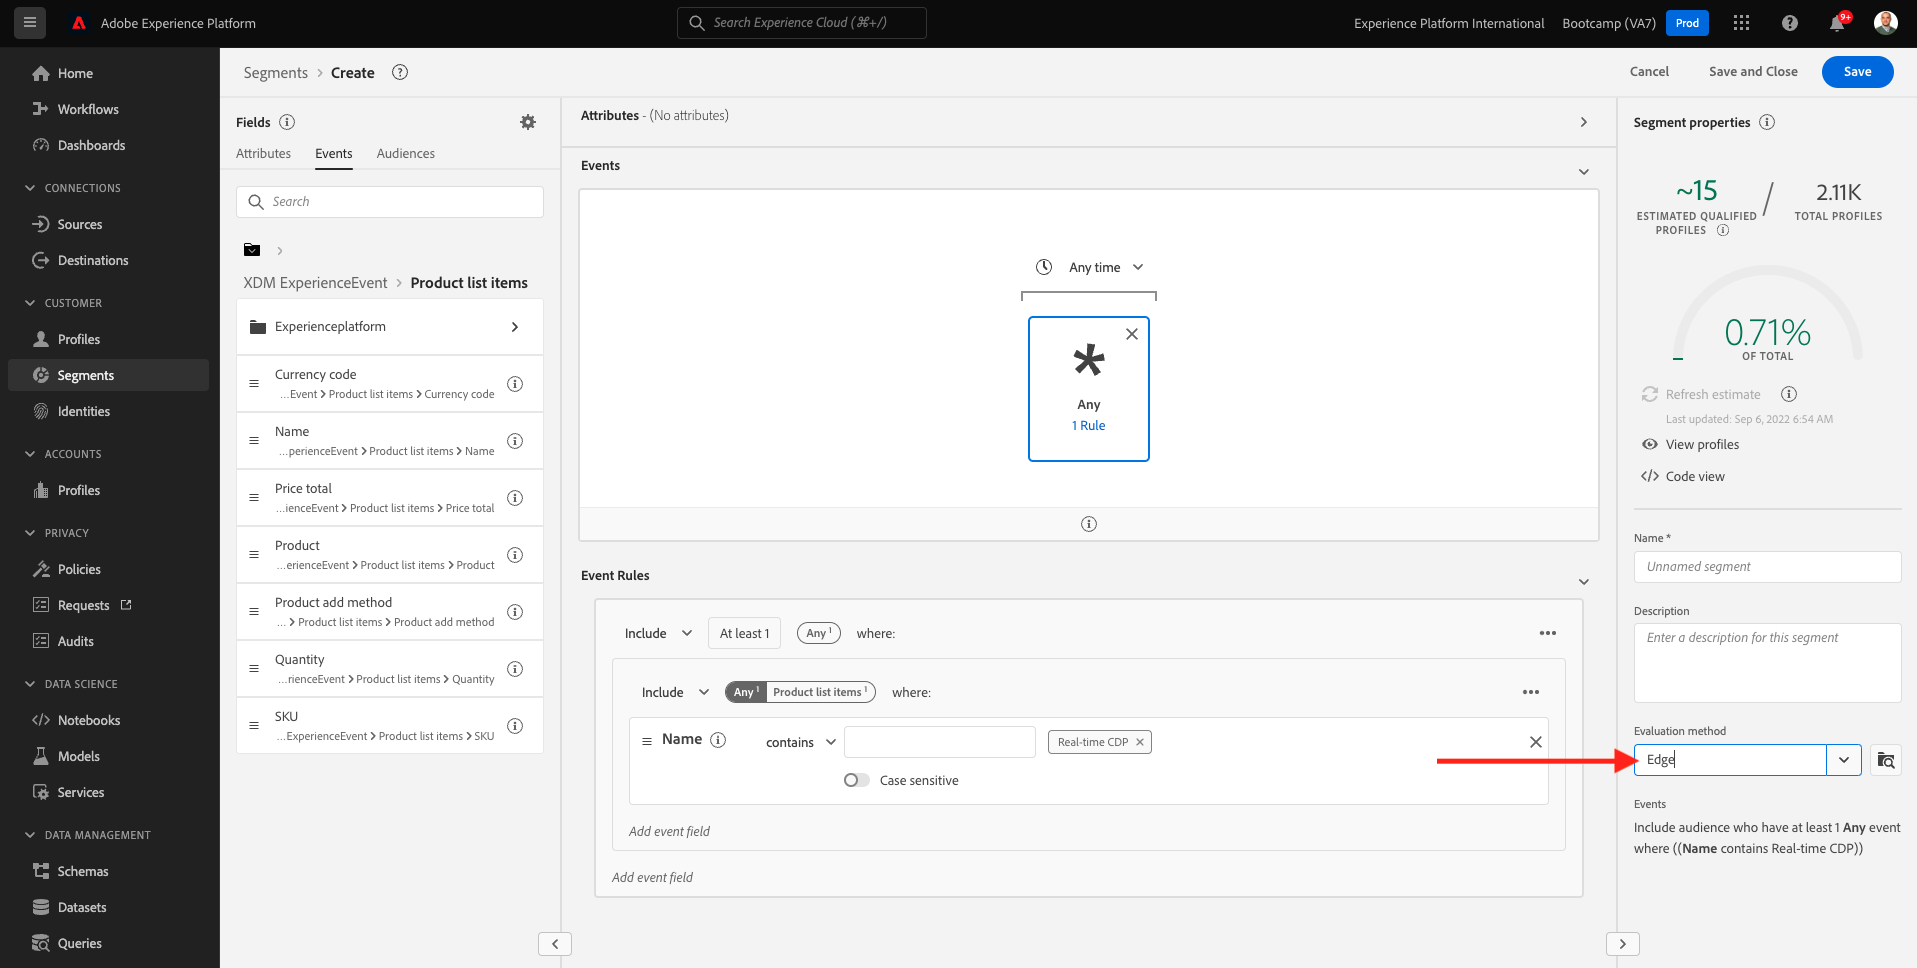 Adobe Experience Platform
Search Experience Cloud (⌘+/)
Experience Platform International
Bootcamp (VA7)
Prod
9+
Home
Workflows
Dashboards
CONNECTIONS
Sources
Destinations
CUSTOMER
Profiles
Segments
Identities
ACCOUNTS
Profiles
PRIVACY
Policies
Requests
Audits
DATA SCIENCE
Notebooks
Models
Services
DATA MANAGEMENT
Schemas
Datasets
Queries
Segments > Create
Cancel
Save and Close
Save
Fields
Attributes
Events
Audiences
Search
XDM ExperienceEvent > Product list items
Experienceplatform
Currency code
...Event > Product list items > Currency code
Name
...perienceEvent > Product list items > Name
Price total
...ienceEvent > Product list items > Price total
Product
...erienceEvent > Product list items > Product
Product add method
... > Product list items > Product add method
Quantity
...rienceEvent > Product list items > Quantity
SKU
...ExperienceEvent > Product list items > SKU
Attributes - (No attributes)
Events
Any time
Any
1 Rule
Event Rules
Include At least 1 Any 1 where:
Include Any 1 Product list items 1 where:
Name contains Real-time CDP
Case sensitive
Add event field
Add event field
Segment properties
~15
ESTIMATED QUALIFIED
PROFILES
/
2.11K
TOTAL PROFILES
0.71%
OF TOTAL
Refresh estimate
Last updated: Sep 6, 2022 6:54 AM
View profiles
Code view
Name *
Unnamed segment
Description
Enter a description for this segment
Evaluation method
Edge
Events
Include audience who have at least 1 Any event
where ((Name contains Real-time CDP))